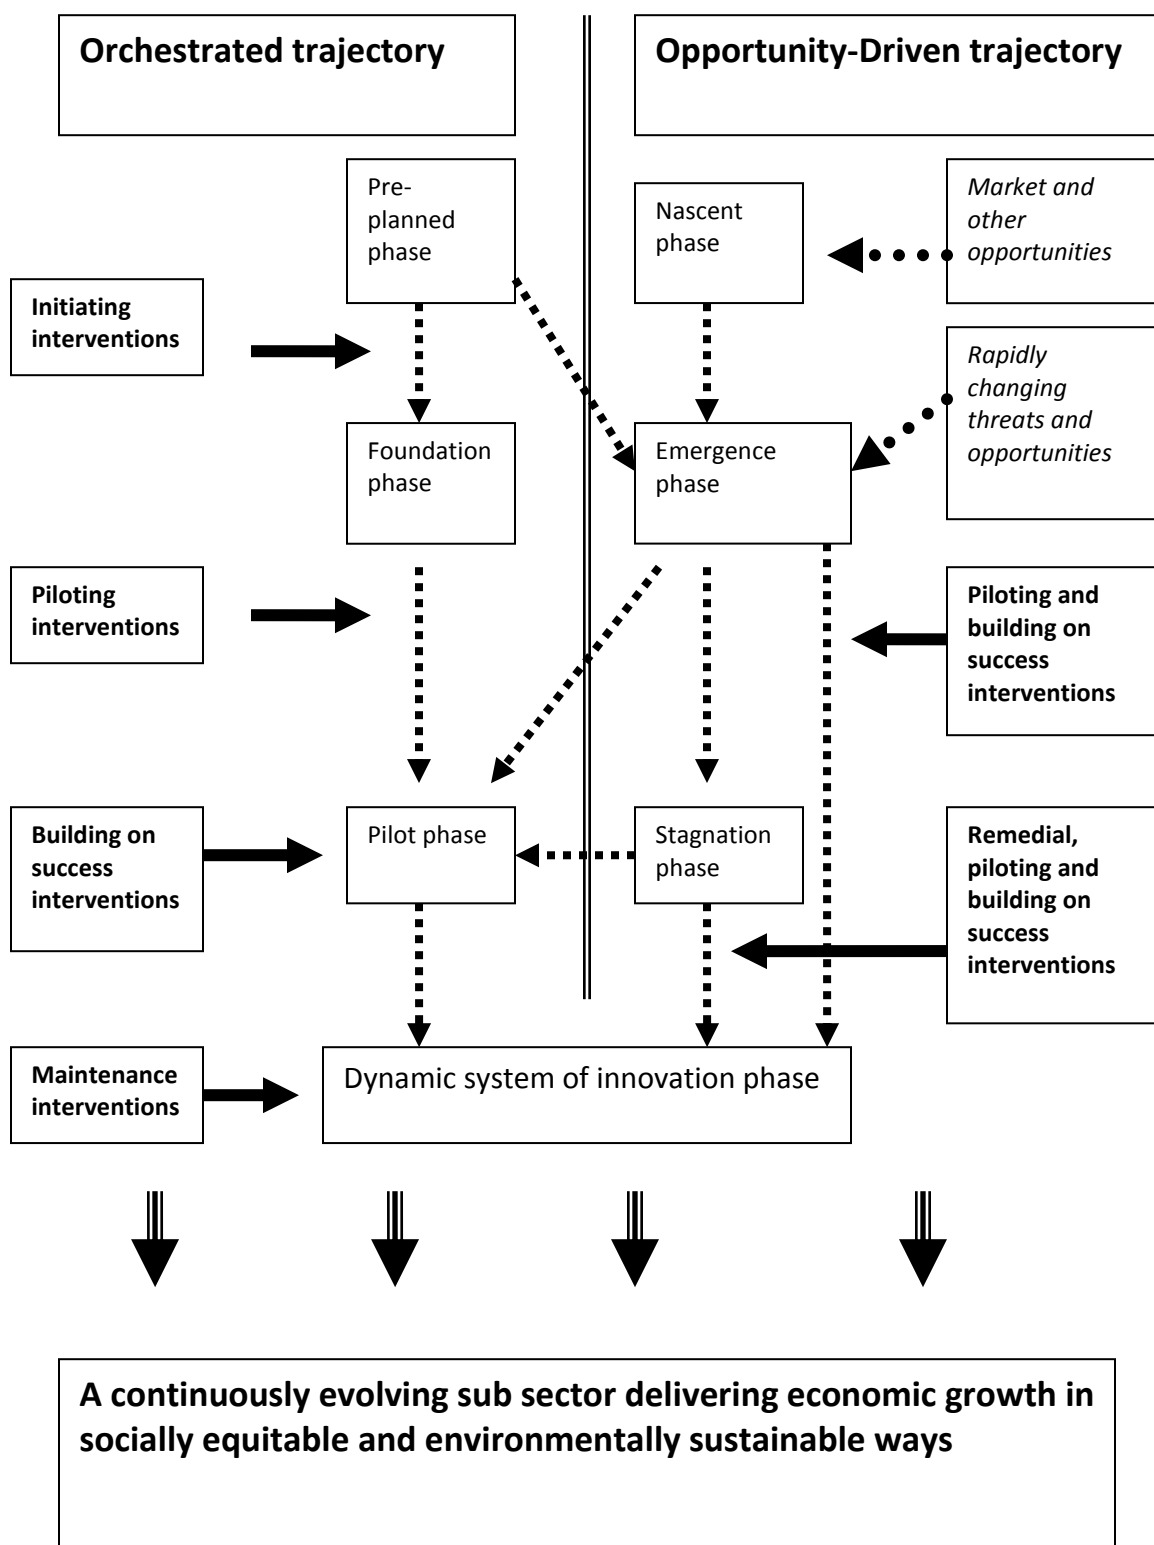 Orchestrated trajectory
Opportunity-Driven trajectory
Pre-
planned
phase
Nascent
phase
Market and
other
opportunities
Initiating
interventions
Rapidly
changing
threats and
opportunities
Foundation
phase
Emergence
phase
Piloting
interventions
Piloting and
building on
success
interventions
Building on
success
interventions
Pilot phase
Stagnation
phase
Remedial,
piloting and
building on
success
interventions
Maintenance
interventions
Dynamic system of innovation phase
A continuously evolving sub sector delivering economic growth in
socially equitable and environmentally sustainable ways